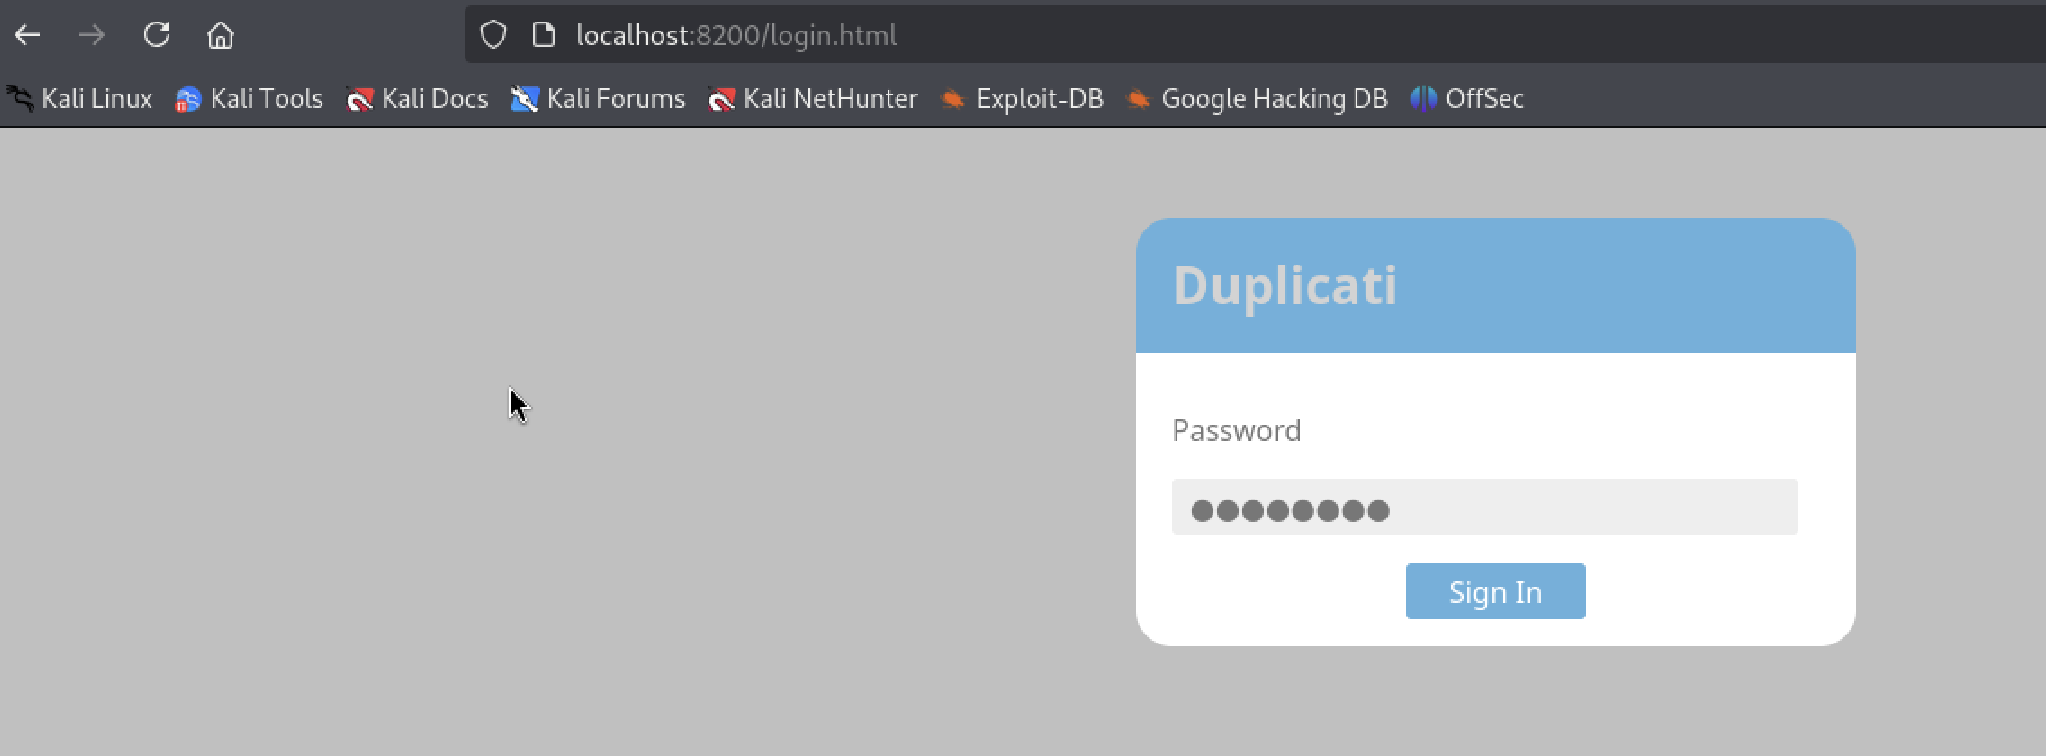 localhost:8200/login.html
Kali Linux Kali Tools Kali Docs Kali Forums Kali NetHunter Exploit-DB Google Hacking DB OffSec
Duplicati
Password
●●●●●●●●
Sign In